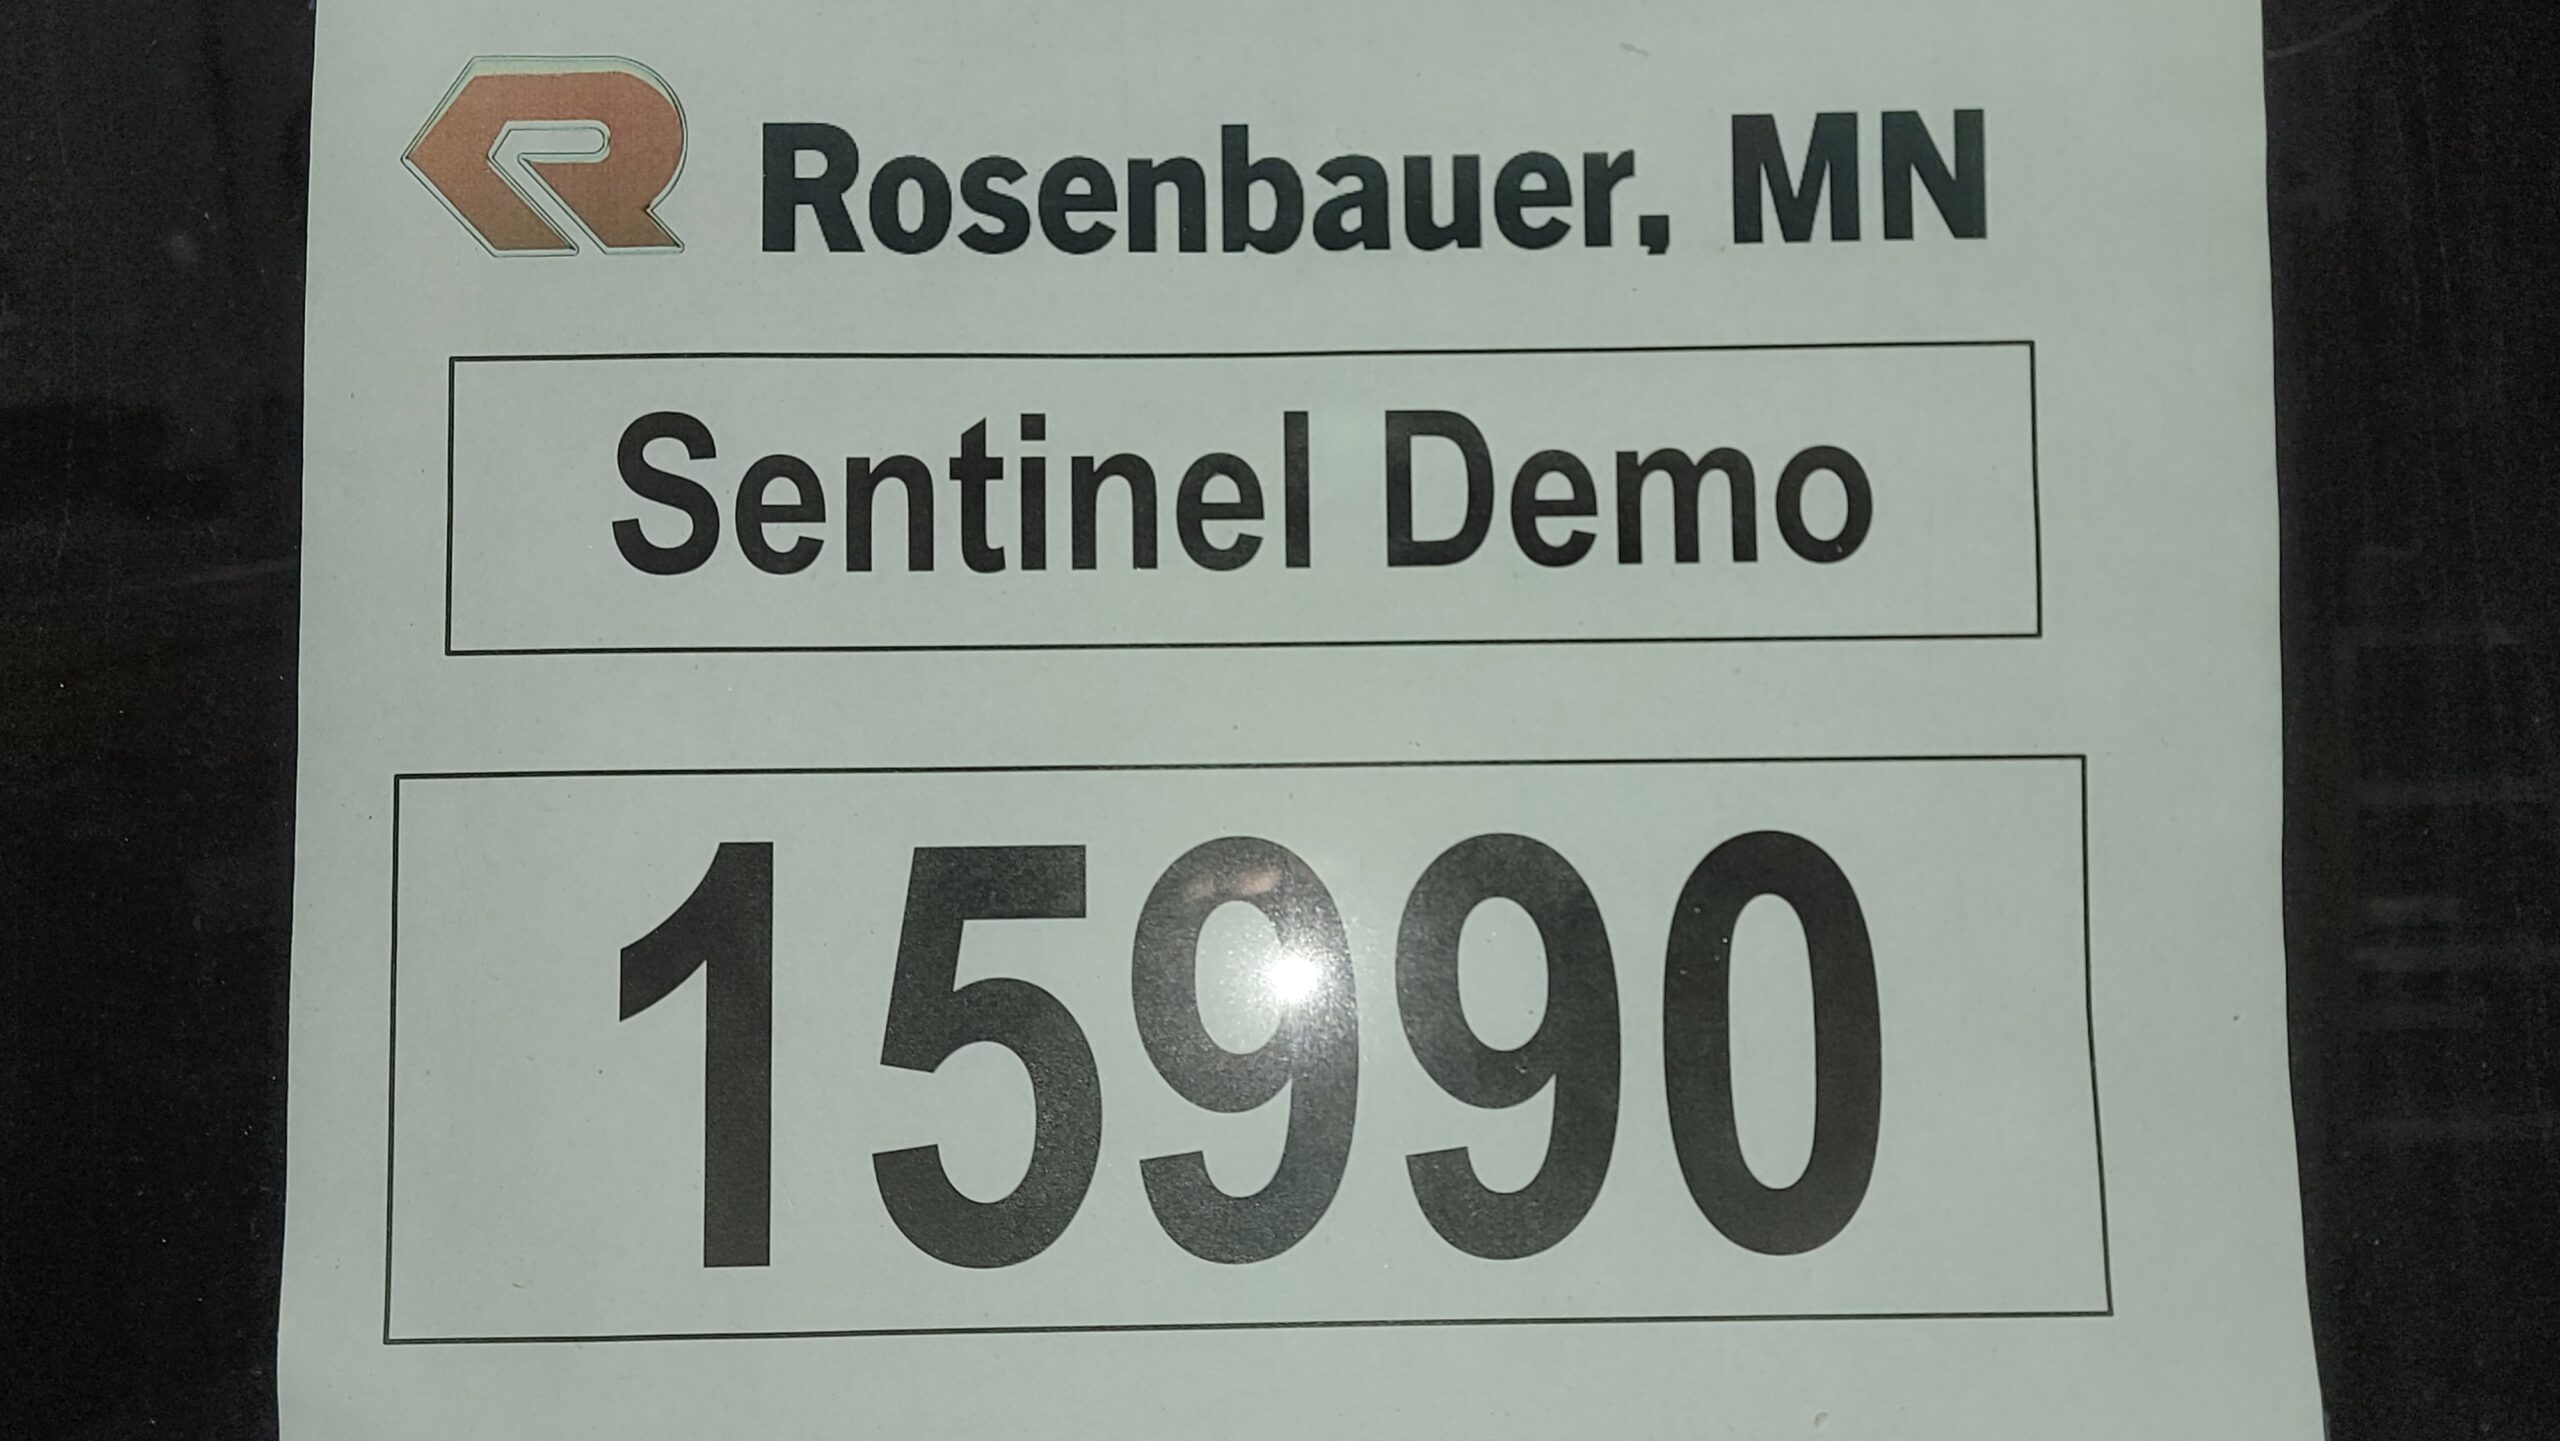 Rosenbauer, MN
Sentinel Demo
15990